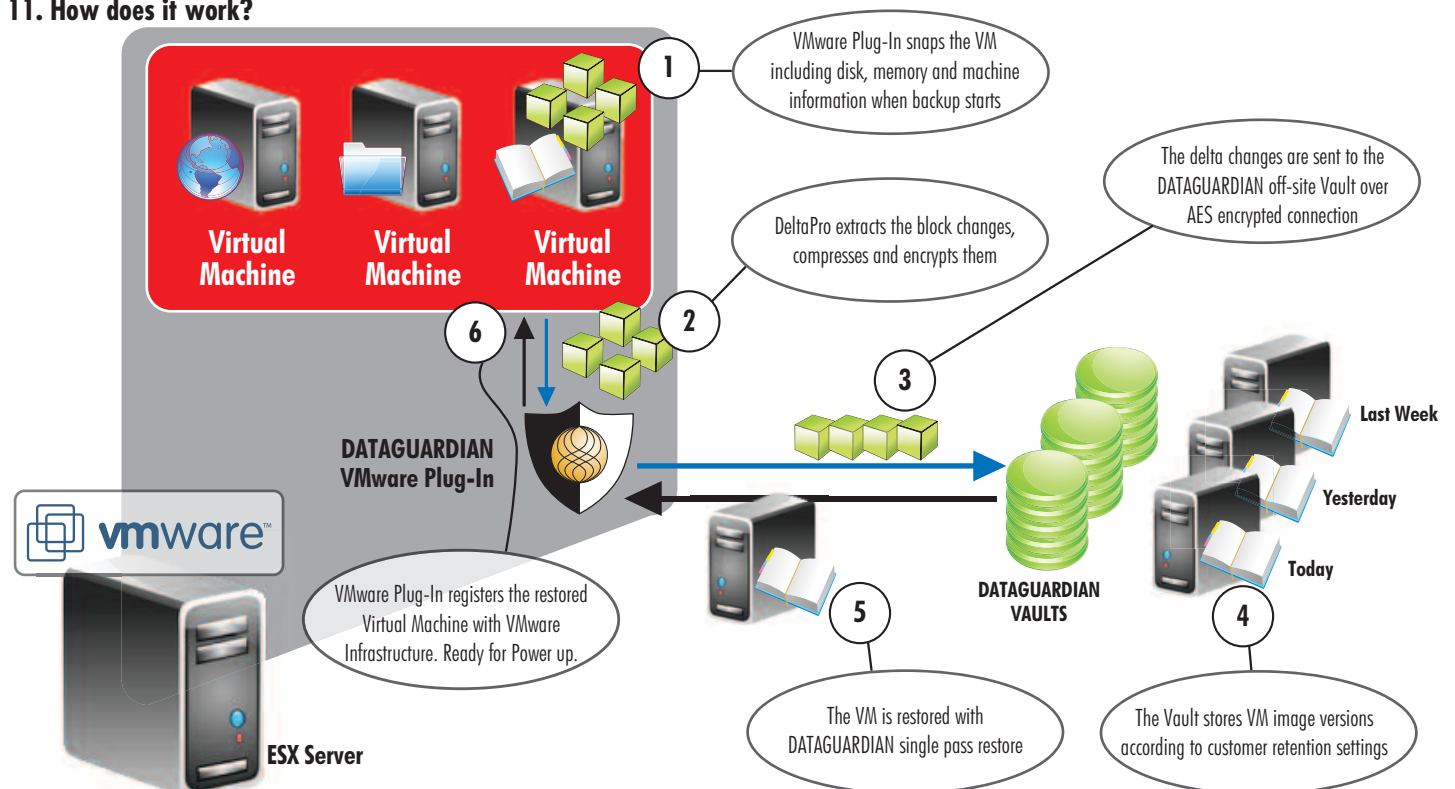 11. How does it work?
1
VMware Plug-In snaps the VM
including disk, memory and machine
information when backup starts
The delta changes are sent to the
DATAGUARDIAN off-site Vault over
AES encrypted connection
Virtual
Machine
Virtual
Machine
Virtual
Machine
DeltaPro extracts the block changes,
compresses and encrypts them
6
2
3
Last Week
DATAGUARDIAN
VMware Plug-In
Yesterday
vmware™
Today
DATAGUARDIAN
VAULTS
VMware Plug-In registers the restored
Virtual Machine with VMware
Infrastructure. Ready for Power up.
5
4
ESX Server
The VM is restored with
DATAGUARDIAN single pass restore
The Vault stores VM image versions
according to customer retention settings